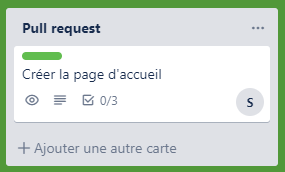 Pull request
Créer la page d'accueil
0/3
S
Ajouter une autre carte